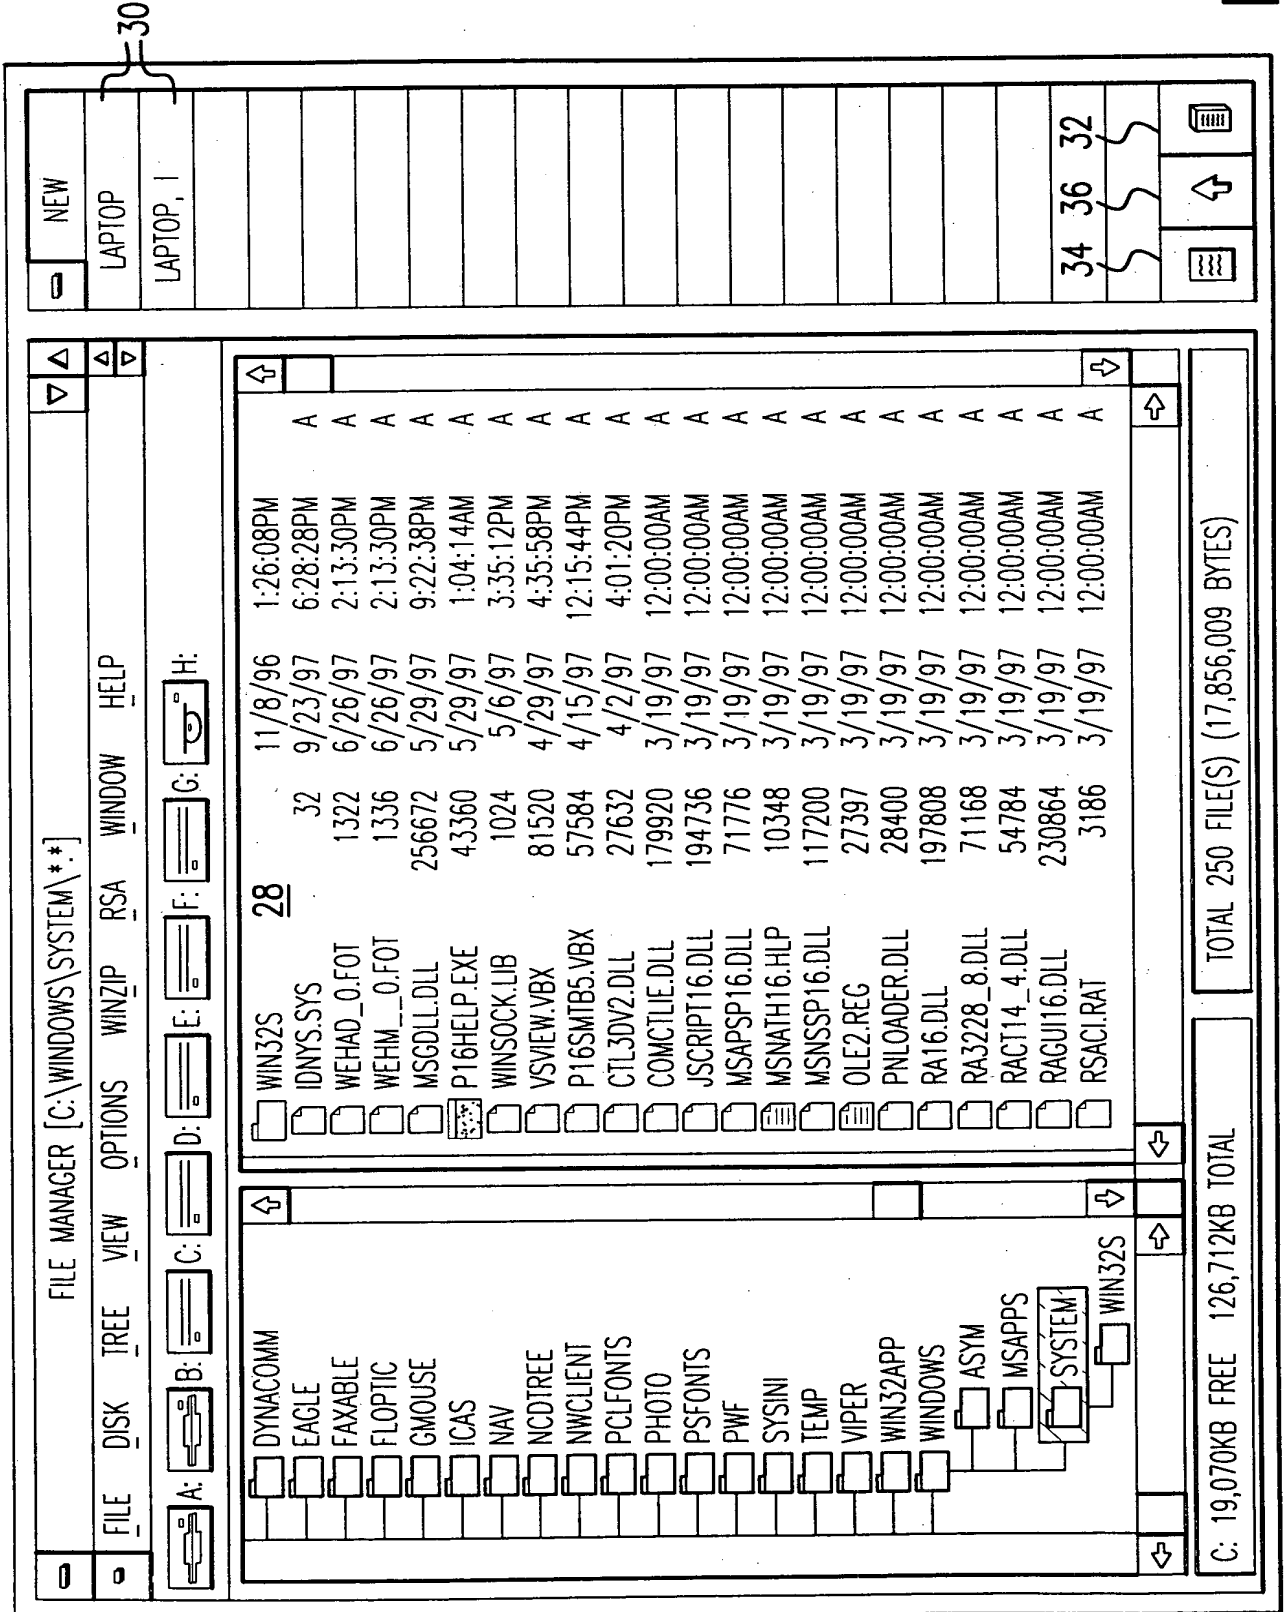 FILE MANAGER [C:\WINDOWS\SYSTEM\*.*]
FILE DISK TREE VIEW OPTIONS WINZIP RSA WINDOW HELP
A: B: C: D: E: F: G: H:
DYNACOMM
EAGLE
FAXABLE
FLOPTIC
GMOUSE
ICAS
NAV
NCDTREE
NWCLIENT
PCLFONTS
PHOTO
PSFONTS
PWF
SYSINI
TEMP
VIPER
WIN32APP
WINDOWS
ASYM
MSAPPS
SYSTEM
WIN32S
28
WIN32S 11/8/96 1:26:08PM
IDNYS.SYS 32 9/23/97 6:28:28PM A
WEHAD_0.FOT 1322 6/26/97 2:13:30PM A
WEHM__0.FOT 1336 6/26/97 2:13:30PM A
MSGDLL.DLL 256672 5/29/97 9:22:38PM A
P16HELP.EXE 43360 5/29/97 1:04:14AM A
WINSOCK.LIB 1024 5/6/97 3:35:12PM A
VSVIEW.VBX 81520 4/29/97 4:35:58PM A
P16SMTB5.VBX 57584 4/15/97 12:15:44PM A
CTL3DV2.DLL 27632 4/2/97 4:01:20PM A
COMCTLIE.DLL 179920 3/19/97 12:00:00AM A
JSCRIPT16.DLL 194736 3/19/97 12:00:00AM A
MSAPSP16.DLL 71776 3/19/97 12:00:00AM A
MSNATH16.HLP 10348 3/19/97 12:00:00AM A
MSNSSP16.DLL 117200 3/19/97 12:00:00AM A
OLE2.REG 27397 3/19/97 12:00:00AM A
PNLOADER.DLL 28400 3/19/97 12:00:00AM A
RA16.DLL 197808 3/19/97 12:00:00AM A
RA3228_8.DLL 71168 3/19/97 12:00:00AM A
RACT14_4.DLL 54784 3/19/97 12:00:00AM A
RAGUI16.DLL 230864 3/19/97 12:00:00AM A
RSACI.RAT 3186 3/19/97 12:00:00AM A
C: 19,070KB FREE 126,712KB TOTAL
TOTAL 250 FILE(S) (17,856,009 BYTES)
NEW
LAPTOP
LAPTOP, I
30
34 36 32